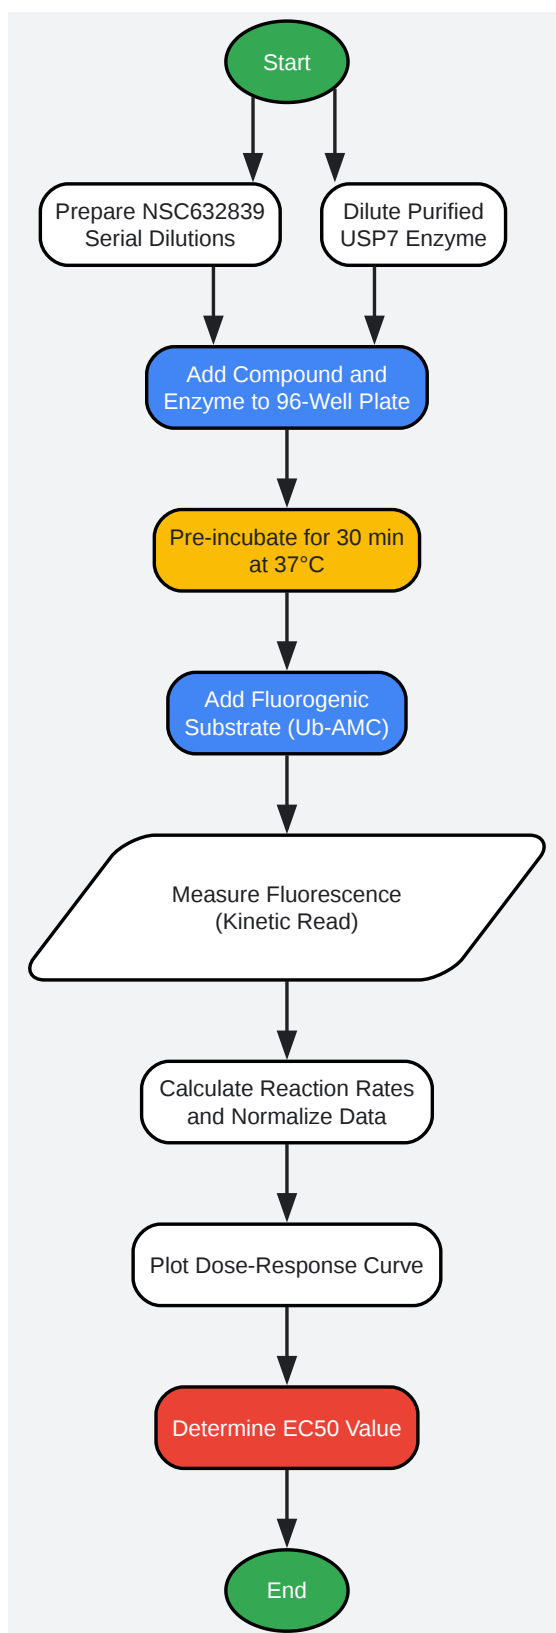 Start
Prepare NSC632839
Serial Dilutions
Dilute Purified
USP7 Enzyme
Add Compound and
Enzyme to 96-Well Plate
Pre-incubate for 30 min
at 37°C
Add Fluorogenic
Substrate (Ub-AMC)
Measure Fluorescence
(Kinetic Read)
Calculate Reaction Rates
and Normalize Data
Plot Dose-Response Curve
Determine EC50 Value
End